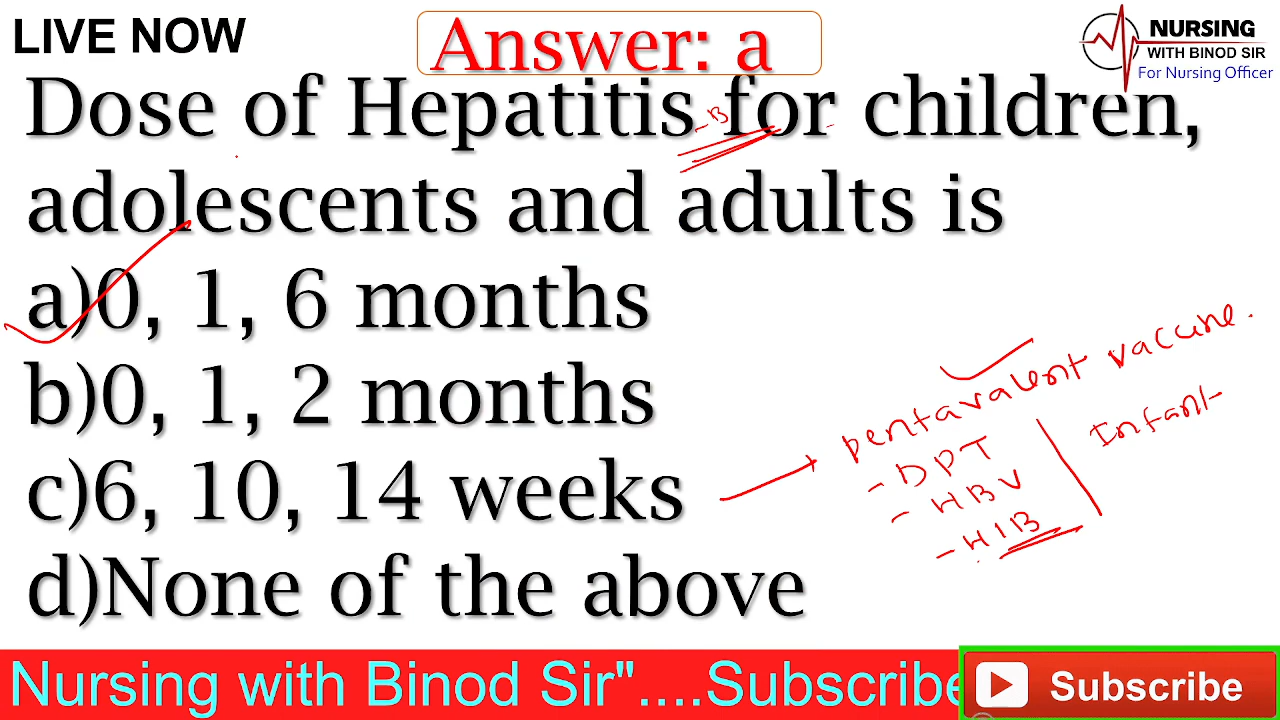 LIVE NOW
Answer: a
NURSING
WITH BINOD SIR
For Nursing Officer
Dose of Hepatitis for children,
-B
adolescents and adults is
a)0, 1, 6 months
b)0, 1, 2 months
c)6, 10, 14 weeks
d)None of the above
pentavalent vaccine.
- DPT
- HBV
- HIB
Infant
Nursing with Binod Sir"....Subscribe
Subscribe